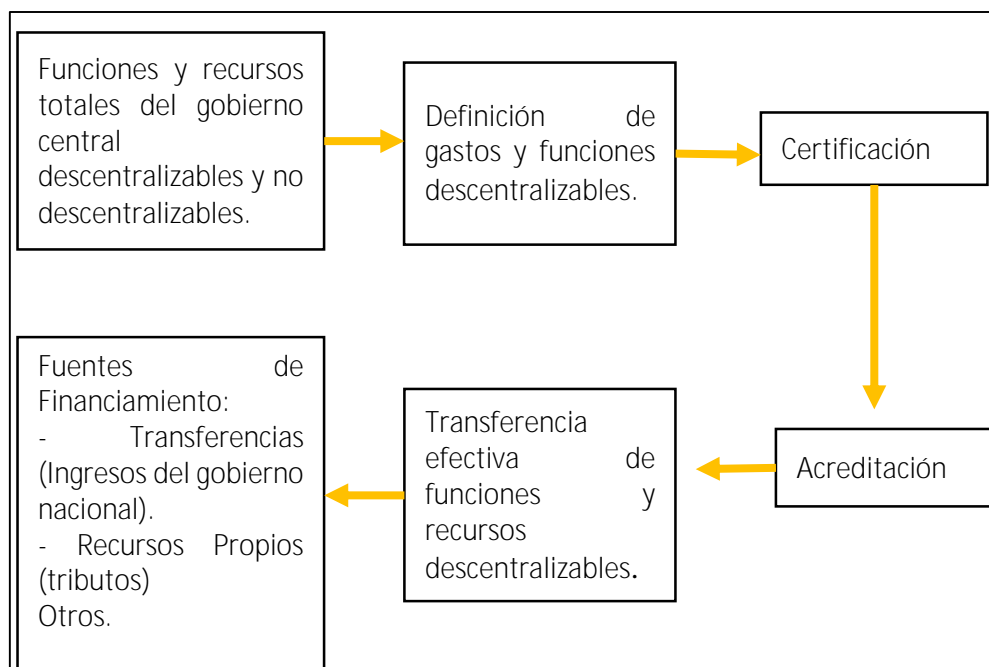 Funciones y recursos
totales del gobierno
central
descentralizables y no
descentralizables.
Definición de
gastos y funciones
descentralizables.
Certificación
Acreditación
Transferencia
efectiva de
funciones y
recursos
descentralizables.
Fuentes de
Financiamiento:
- Transferencias
(Ingresos del gobierno
nacional).
- Recursos Propios
(tributos)
Otros.